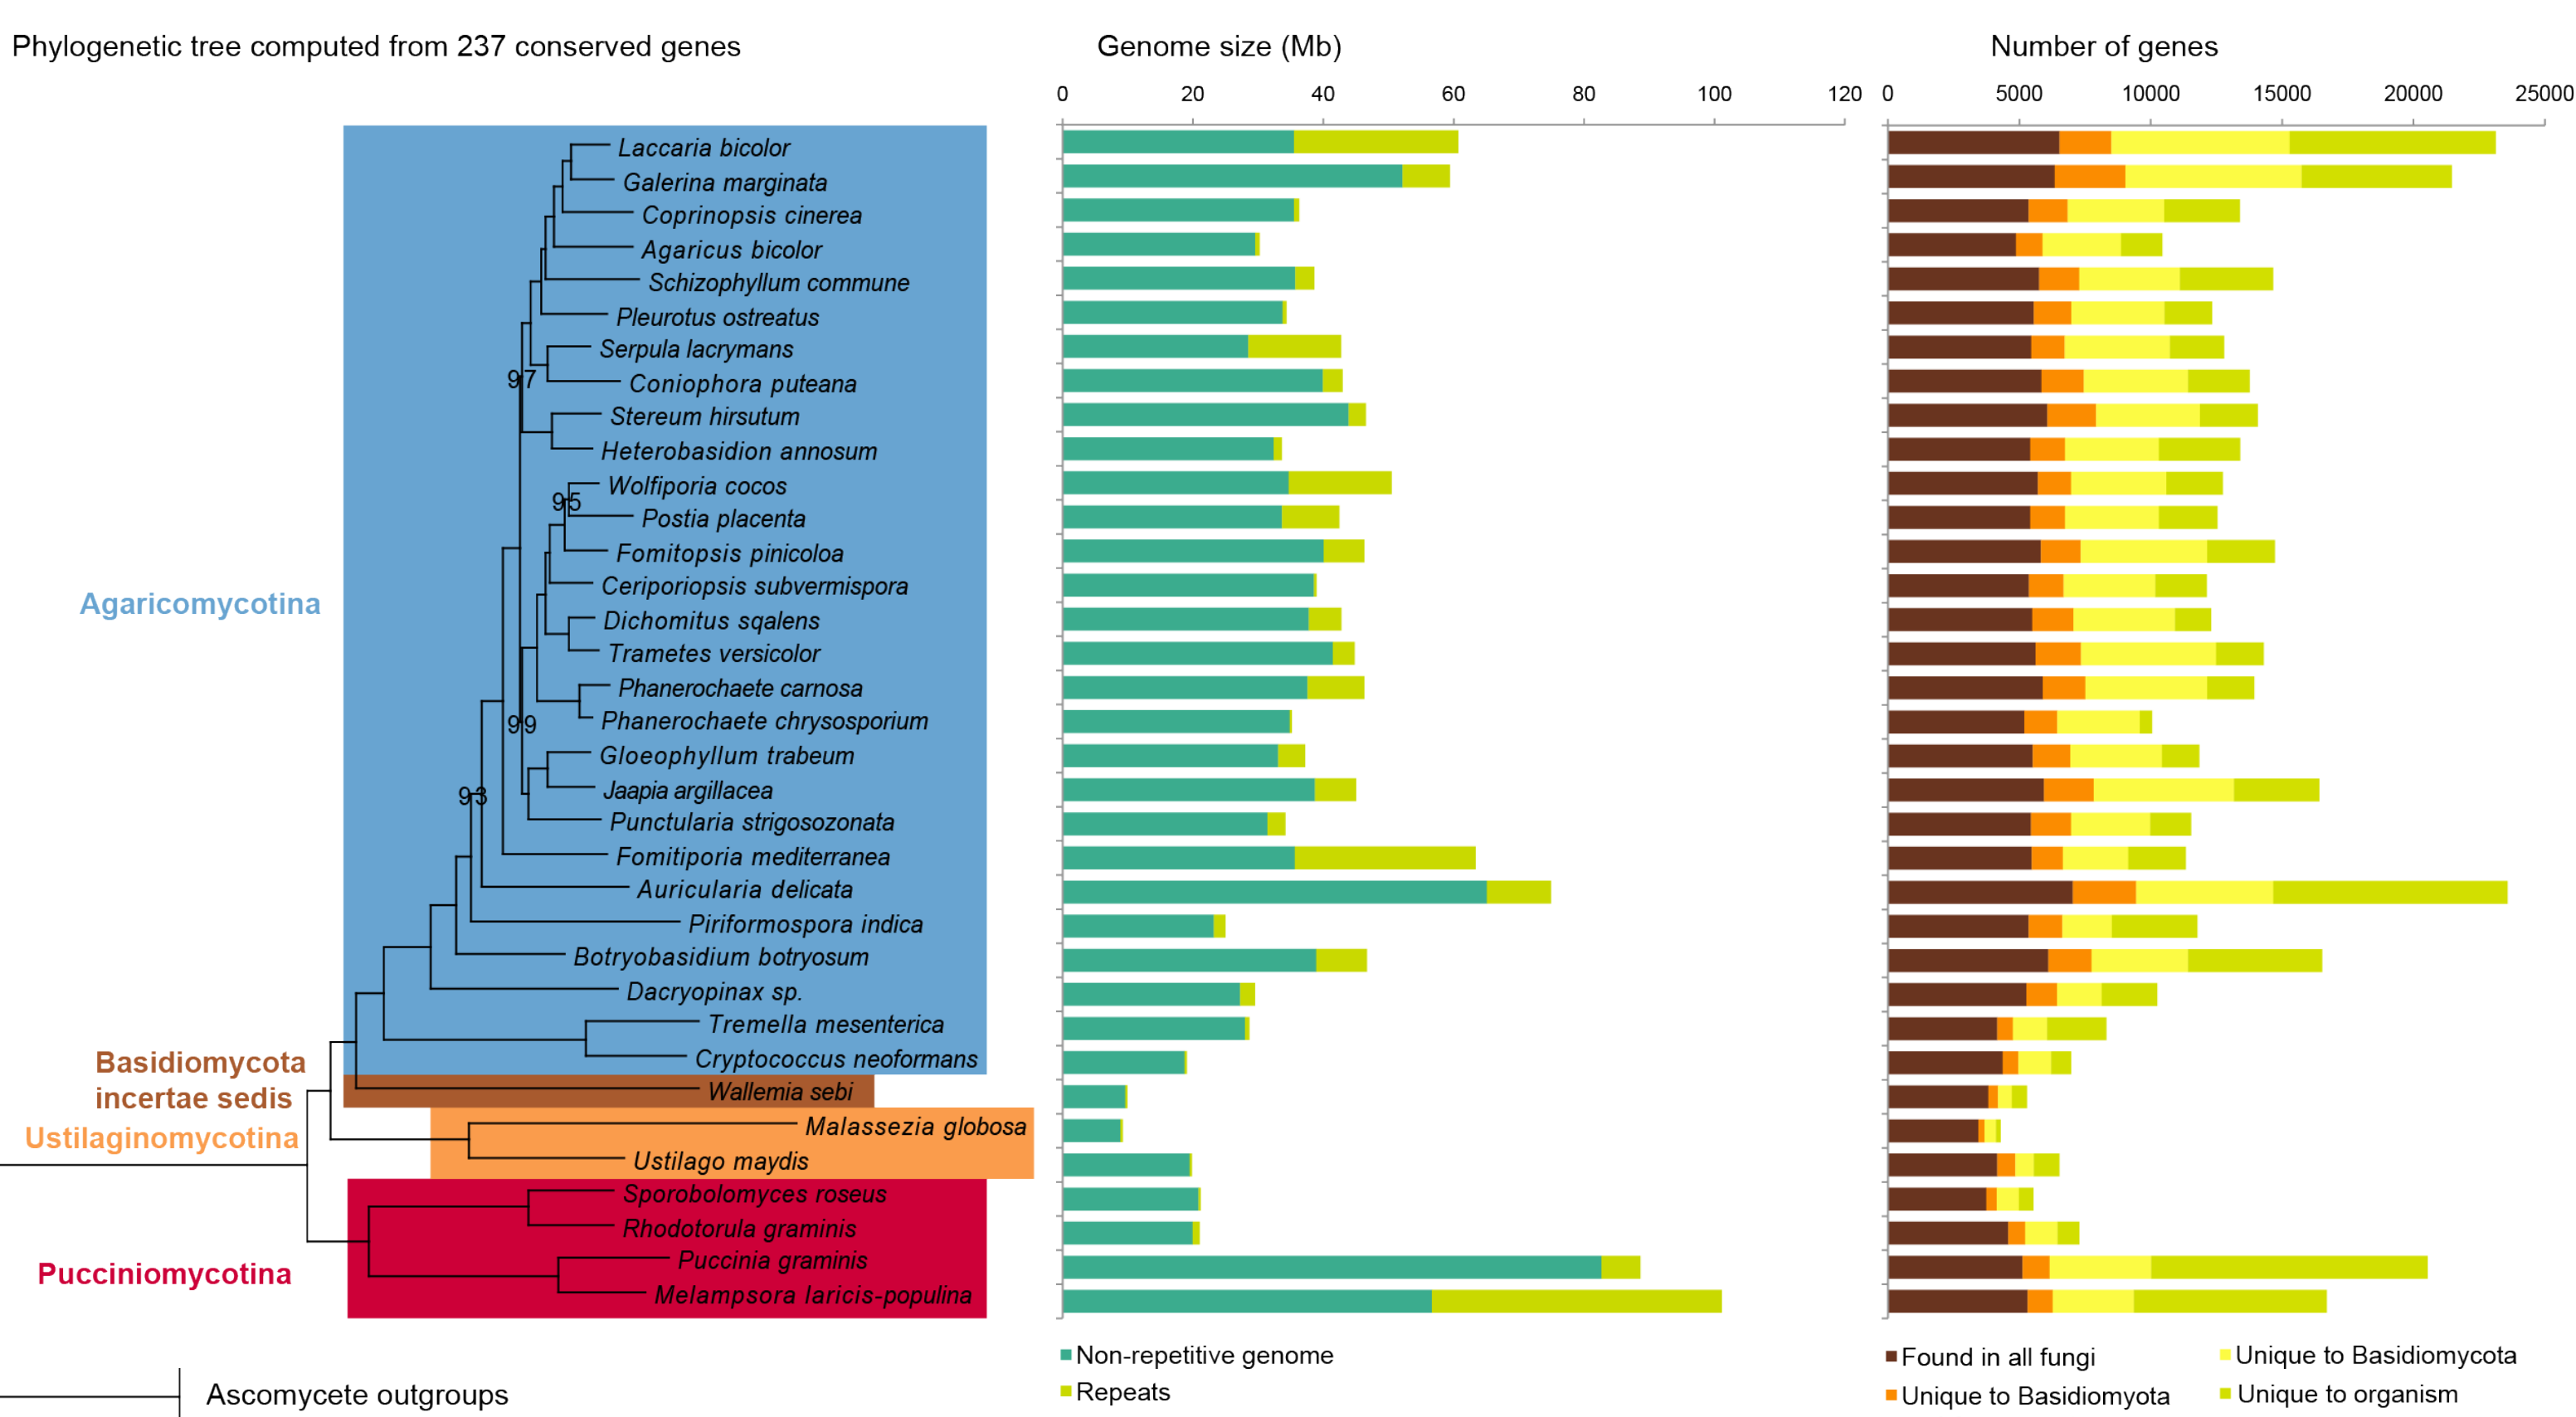 Phylogenetic tree computed from 237 conserved genes
Genome size (Mb)
Number of genes
0 20 40 60 80 100 120
0 5000 10000 15000 20000 25000
Laccaria bicolor
Galerina marginata
Coprinopsis cinerea
Agaricus bicolor
Schizophyllum commune
Pleurotus ostreatus
Serpula lacrymans
97
Coniophora puteana
Stereum hirsutum
Heterobasidion annosum
Wolfiporia cocos
95
Postia placenta
Fomitopsis pinicoloa
Ceriporiopsis subvermispora
Agaricomycotina
Dichomitus sqalens
Trametes versicolor
Phanerochaete carnosa
Phanerochaete chrysosporium
99
Gloeophyllum trabeum
Jaapia argillacea
93
Punctularia strigosozonata
Fomitiporia mediterranea
Auricularia delicata
Piriformospora indica
Botryobasidium botryosum
Dacryopinax sp.
Tremella mesenterica
Cryptococcus neoformans
Basidiomycota
incertae sedis
Wallemia sebi
Malassezia globosa
Ustilaginomycotina
Ustilago maydis
Sporobolomyces roseus
Rhodotorula graminis
Puccinia graminis
Pucciniomycotina
Melampsora laricis-populina
Ascomycete outgroups
Non-repetitive genome
Repeats
Found in all fungi
Unique to Basidiomycota
Unique to Basidiomyota
Unique to organism